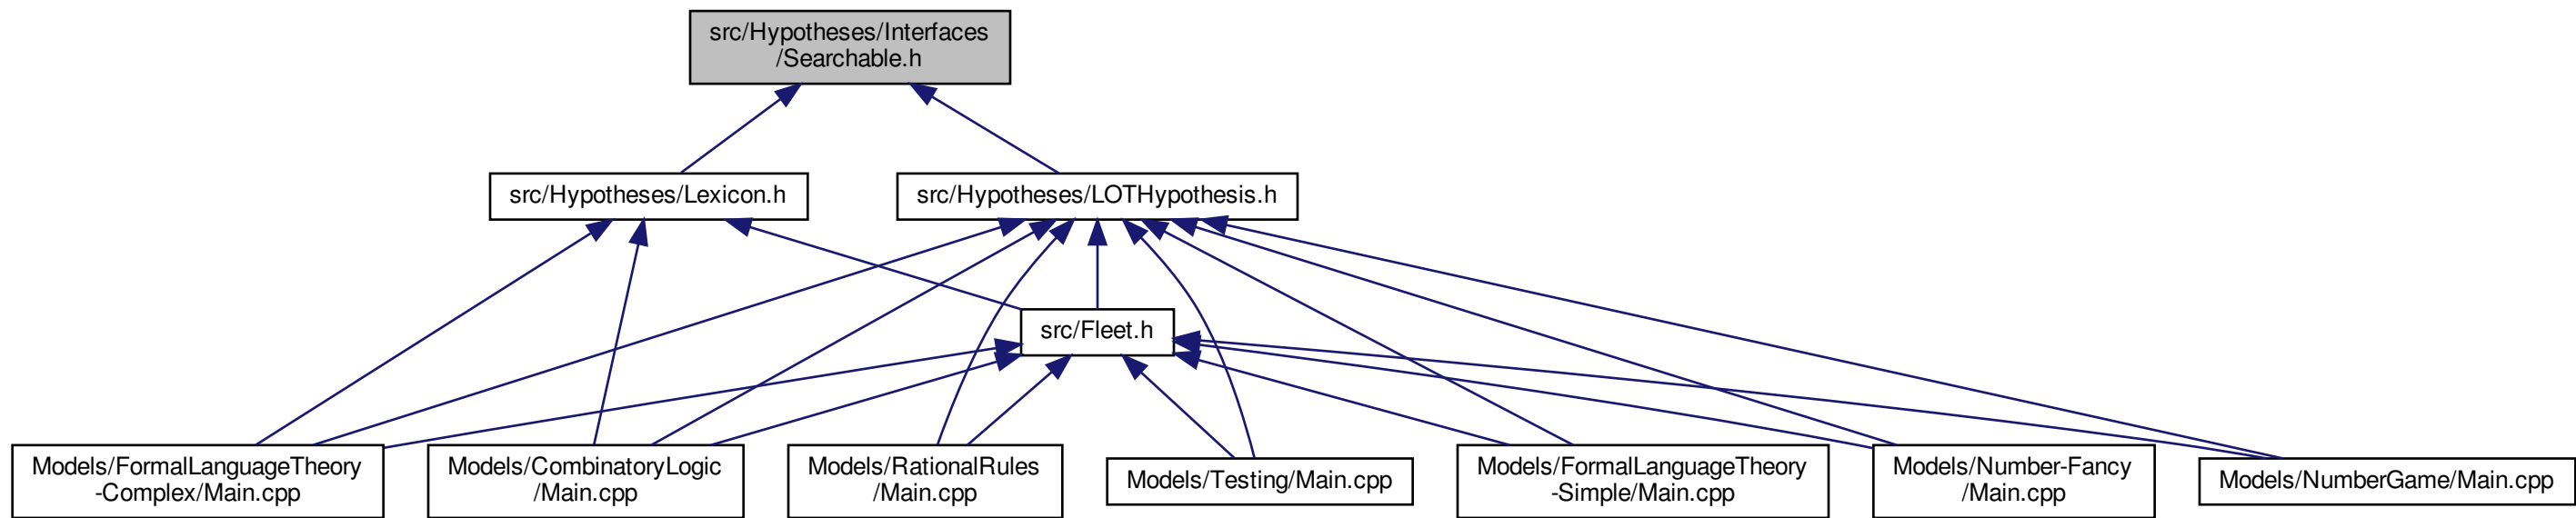 src/Hypotheses/Interfaces
/Searchable.h
src/Hypotheses/Lexicon.h
src/Hypotheses/LOTHypothesis.h
src/Fleet.h
Models/FormalLanguageTheory
-Complex/Main.cpp
Models/CombinatoryLogic
/Main.cpp
Models/RationalRules
/Main.cpp
Models/Testing/Main.cpp
Models/FormalLanguageTheory
-Simple/Main.cpp
Models/Number-Fancy
/Main.cpp
Models/NumberGame/Main.cpp